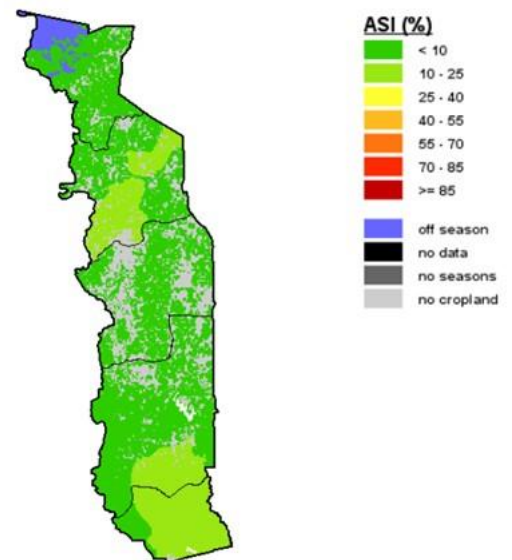 ASI (%)
< 10
10 - 25
25 - 40
40 - 55
55 - 70
70 - 85
>= 85
off season
no data
no seasons
no cropland